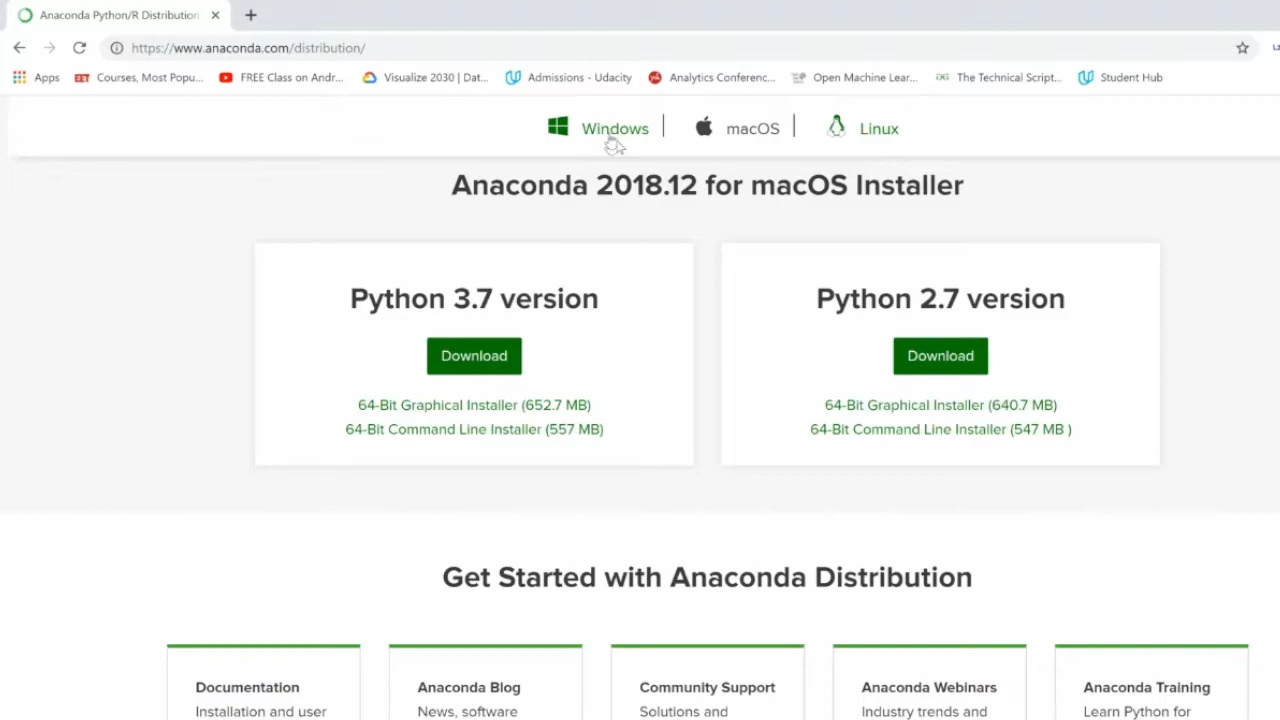 Anaconda Python/R Distribution
https://www.anaconda.com/distribution/
Apps Courses, Most Popu... FREE Class on Andr... Visualize 2030 | Dat... Admissions - Udacity Analytics Conferenc... Open Machine Lear... The Technical Script... Student Hub
Windows macOS Linux
Anaconda 2018.12 for macOS Installer
Python 3.7 version
Download
64-Bit Graphical Installer (652.7 MB)
64-Bit Command Line Installer (557 MB)
Python 2.7 version
Download
64-Bit Graphical Installer (640.7 MB)
64-Bit Command Line Installer (547 MB )
Get Started with Anaconda Distribution
Documentation
Installation and user
Anaconda Blog
News, software
Community Support
Solutions and
Anaconda Webinars
Industry trends and
Anaconda Training
Learn Python for